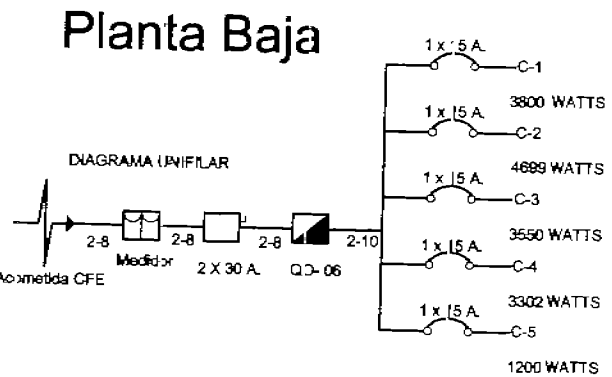 Planta Baja
DIAGRAMA UNIFILAR
Acometida CFE
2-8
Medidor
2-8
2 X 30 A.
2-8
QD-06
2-10
1 x 15 A.
C-1
3800 WATTS
1 x 15 A.
C-2
4699 WATTS
1 x 15 A.
C-3
3550 WATTS
1 x 15 A.
C-4
3302 WATTS
1 x 15 A.
C-5
1200 WATTS